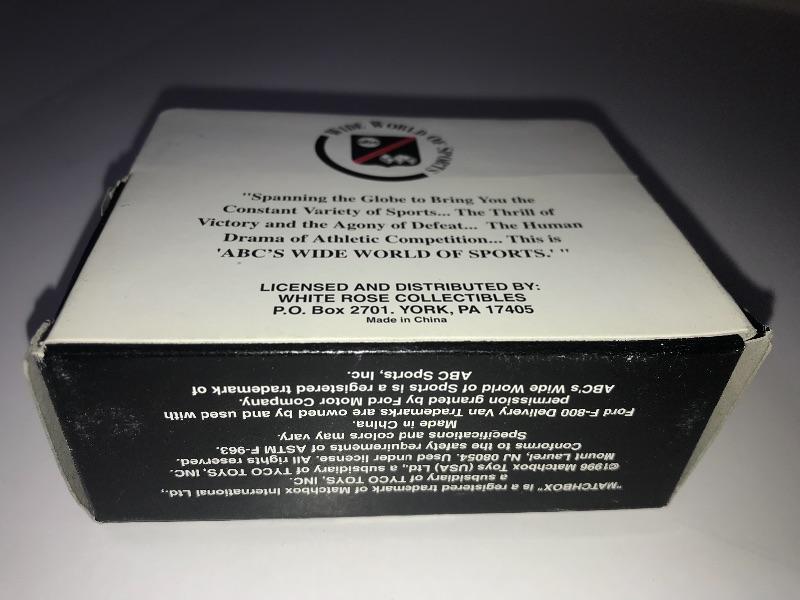 WIDE WORLD OF SPORTS
"Spanning the Globe to Bring You the
Constant Variety of Sports... The Thrill of
Victory and the Agony of Defeat... The Human
Drama of Athletic Competition... This is
'ABC'S WIDE WORLD OF SPORTS.' "
LICENSED AND DISTRIBUTED BY:
WHITE ROSE COLLECTIBLES
P.O. Box 2701. YORK, PA 17405
Made in China
"MATCHBOX" is a registered trademark of Matchbox International Ltd.,
a subsidiary of TYCO TOYS, INC.
©1996 Matchbox Toys (USA) Ltd., a subsidiary of TYCO TOYS, INC.
Mount Laurel, NJ 08054. Used under license. All rights reserved.
Conforms to the safety requirements of ASTM F-963.
Specifications and colors may vary.
Made in China.
Ford F-800 Delivery Van Trademarks are owned by and used with
permission granted by Ford Motor Company.
ABC's Wide World of Sports is a registered trademark of
ABC Sports, Inc.